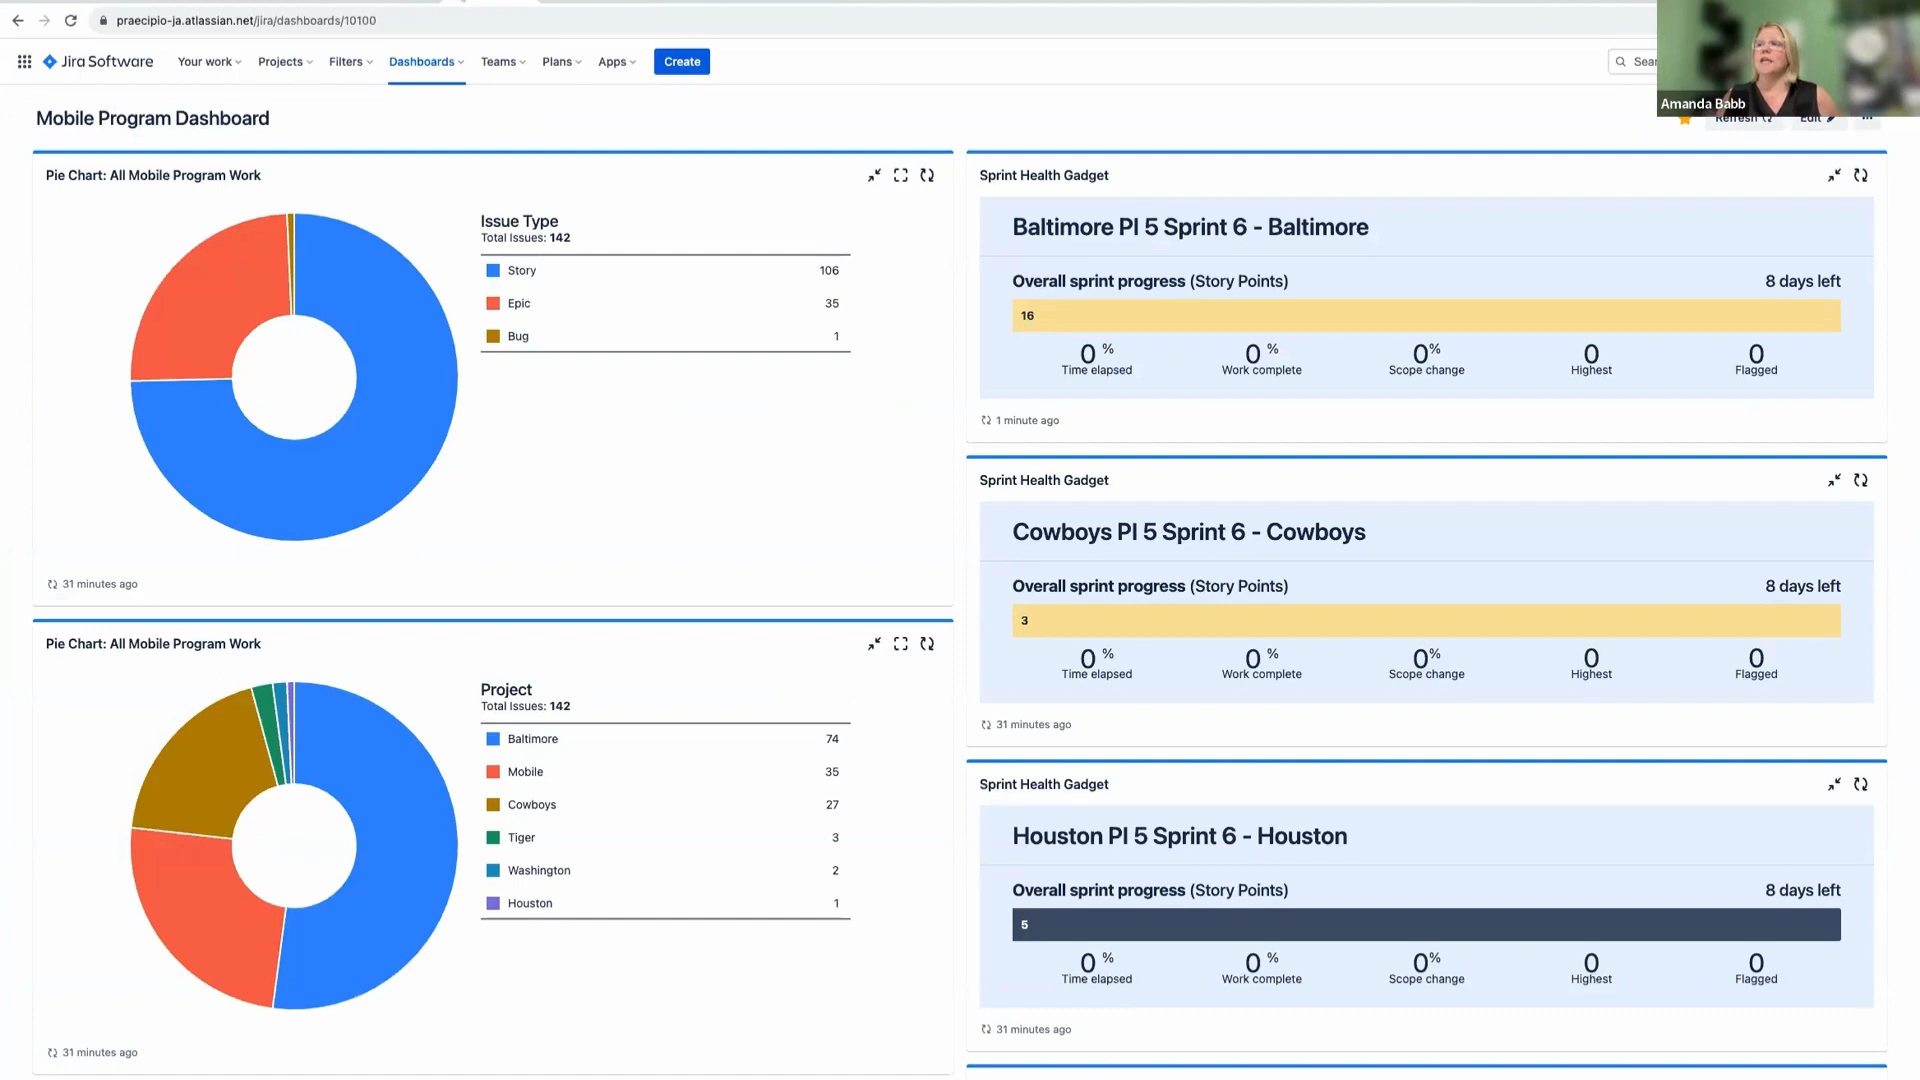 praecipio-ja.atlassian.net/jira/dashboards/10100
Jira Software Your work Projects Filters Dashboards Teams Plans Apps Create Sear
Amanda Babb
Mobile Program Dashboard
Refresh Edit
Pie Chart: All Mobile Program Work
Issue Type
Total Issues: 142
Story 106
Epic 35
Bug 1
31 minutes ago
Pie Chart: All Mobile Program Work
Project
Total Issues: 142
Baltimore 74
Mobile 35
Cowboys 27
Tiger 3
Washington 2
Houston 1
31 minutes ago
Sprint Health Gadget
Baltimore PI 5 Sprint 6 - Baltimore
Overall sprint progress (Story Points) 8 days left
16
0 % 0 % 0% 0 0
Time elapsed Work complete Scope change Highest Flagged
1 minute ago
Sprint Health Gadget
Cowboys PI 5 Sprint 6 - Cowboys
Overall sprint progress (Story Points) 8 days left
3
0 % 0 % 0% 0 0
Time elapsed Work complete Scope change Highest Flagged
31 minutes ago
Sprint Health Gadget
Houston PI 5 Sprint 6 - Houston
Overall sprint progress (Story Points) 8 days left
5
0 % 0 % 0% 0 0
Time elapsed Work complete Scope change Highest Flagged
31 minutes ago